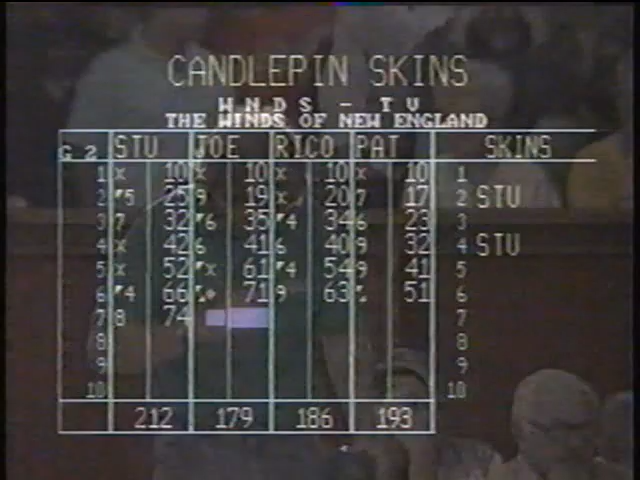 CANDLEPIN SKINS
WNDS - TV
THE WINDS OF NEW ENGLAND
G 2 STU JOE RICO PAT SKINS
1 x 10 x 10 x 10 x 10 1
2 5 25 9 19 x 20 7 17 2 STU
3 7 32 6 35 4 34 6 23 3
4 x 42 6 41 6 40 9 32 4 STU
5 x 52 x 61 4 54 9 41 5
6 4 66 71 9 63 51 6
7 8 74 7
8 8
9 9
10 10
212 179 186 193